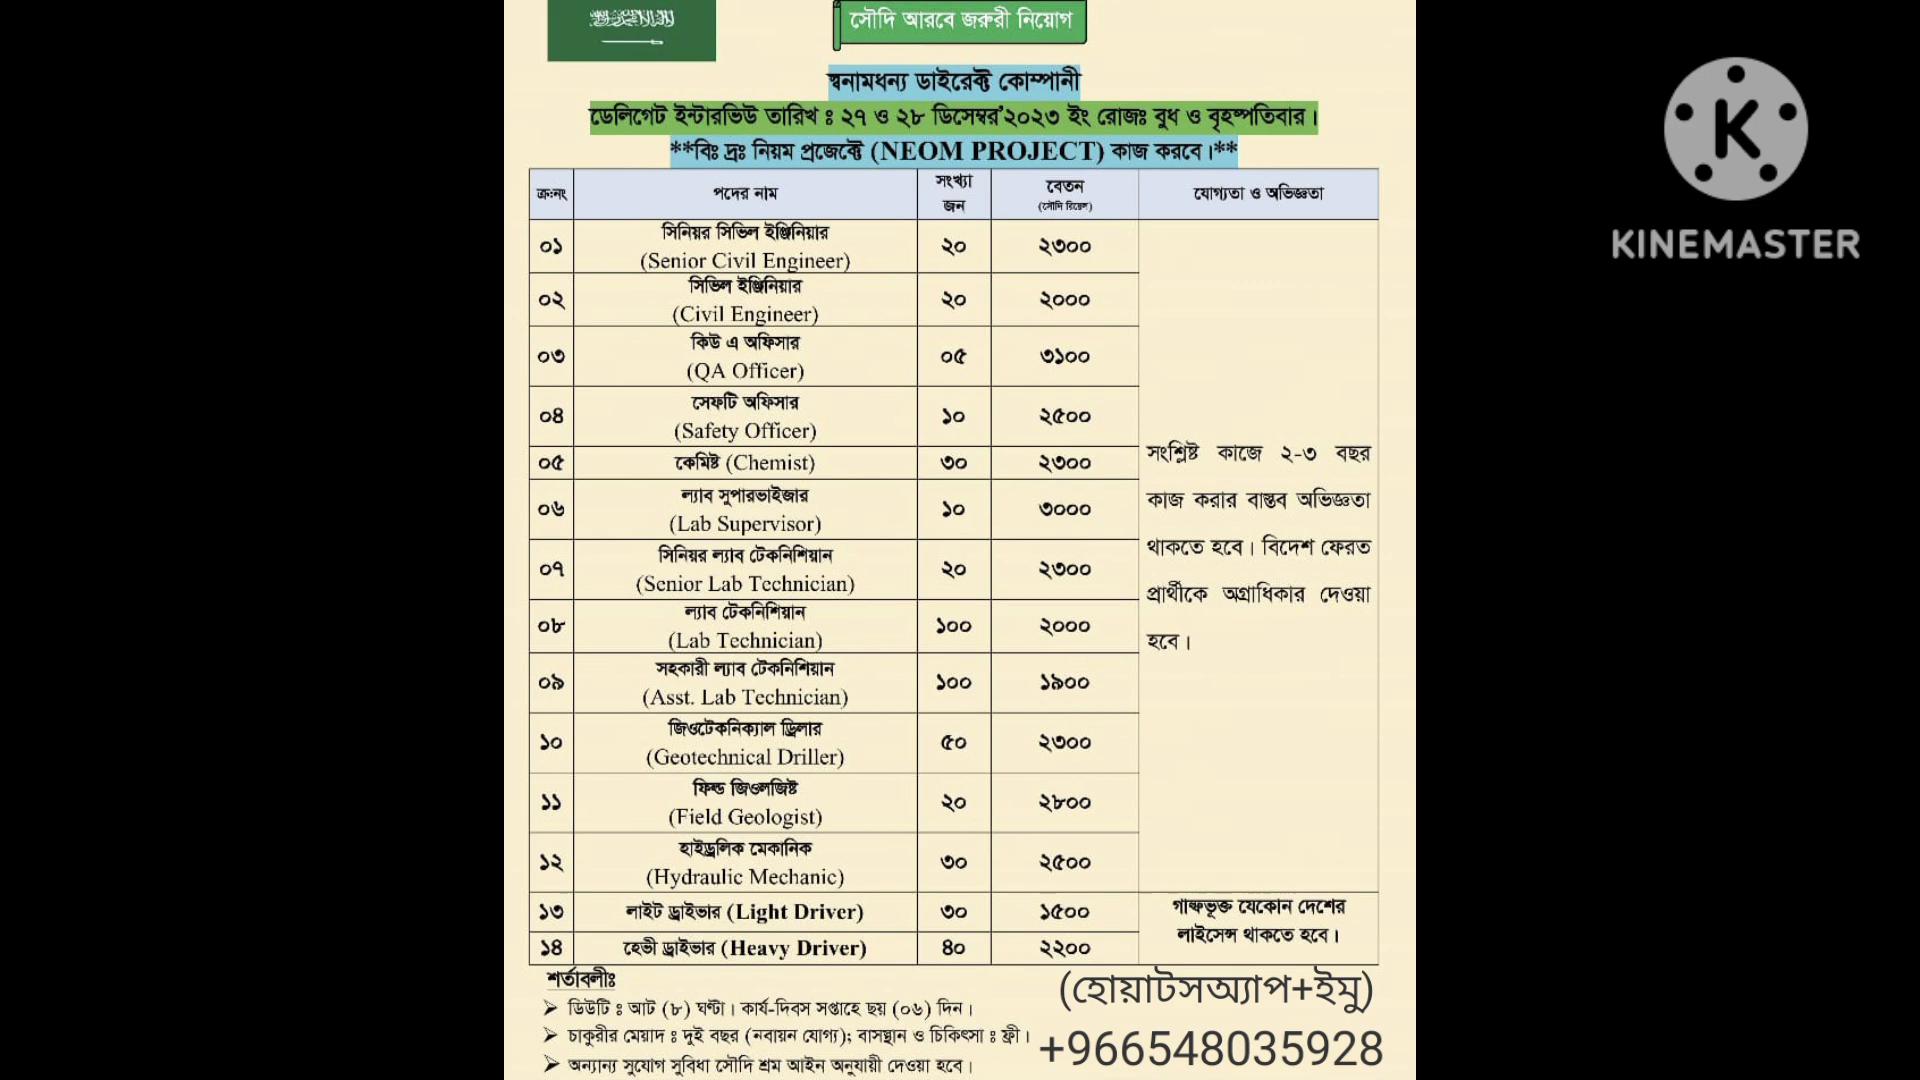 সৌদি আরবে জরুরী নিয়োগ
স্বনামধন্য ডাইরেক্ট কোম্পানী
ডেলিগেট ইন্টারভিউ তারিখ ঃ ২৭ ও ২৮ ডিসেম্বর'২০২৩ ইং রোজঃ বুধ ও বৃহস্পতিবার।
**বিঃ দ্রঃ নিয়ম প্রজেক্টে (NEOM PROJECT) কাজ করবে।**
ক্র:নং পদের নাম সংখ্যা জন বেতন (সৌদি রিয়েল) যোগ্যতা ও অভিজ্ঞতা
০১ সিনিয়র সিভিল ইঞ্জিনিয়ার (Senior Civil Engineer) ২০ ২৩০০
০২ সিভিল ইঞ্জিনিয়ার (Civil Engineer) ২০ ২০০০
০৩ কিউ এ অফিসার (QA Officer) ০৫ ৩১০০
০৪ সেফটি অফিসার (Safety Officer) ১০ ২৫০০
০৫ কেমিষ্ট (Chemist) ৩০ ২৩০০
০৬ ল্যাব সুপারভাইজার (Lab Supervisor) ১০ ৩০০০
০৭ সিনিয়র ল্যাব টেকনিশিয়ান (Senior Lab Technician) ২০ ২৩০০
০৮ ল্যাব টেকনিশিয়ান (Lab Technician) ১০০ ২০০০
০৯ সহকারী ল্যাব টেকনিশিয়ান (Asst. Lab Technician) ১০০ ১৯০০
১০ জিওটেকনিক্যাল ড্রিলার (Geotechnical Driller) ৫০ ২৩০০
১১ ফিল্ড জিওলজিষ্ট (Field Geologist) ২০ ২৮০০
১২ হাইড্রলিক মেকানিক (Hydraulic Mechanic) ৩০ ২৫০০
সংশ্লিষ্ট কাজে ২-৩ বছর
কাজ করার বাস্তব অভিজ্ঞতা
থাকতে হবে। বিদেশ ফেরত
প্রার্থীকে অগ্রাধিকার দেওয়া
হবে।
১৩ লাইট ড্রাইভার (Light Driver) ৩০ ১৫০০
১৪ হেভী ড্রাইভার (Heavy Driver) ৪০ ২২০০
গাল্ফভূক্ত যেকোন দেশের
লাইসেন্স থাকতে হবে।
শর্তাবলীঃ
➢ ডিউটি ঃ আট (৮) ঘণ্টা। কার্য-দিবস সপ্তাহে ছয় (০৬) দিন।
➢ চাকুরীর মেয়াদ ঃ দুই বছর (নবায়ন যোগ্য); বাসস্থান ও চিকিৎসা ঃ ফ্রী।
➢ অন্যান্য সুযোগ সুবিধা সৌদি শ্রম আইন অনুযায়ী দেওয়া হবে।
(হোয়াটসঅ্যাপ+ইমু)
+966548035928
K
KINEMASTER